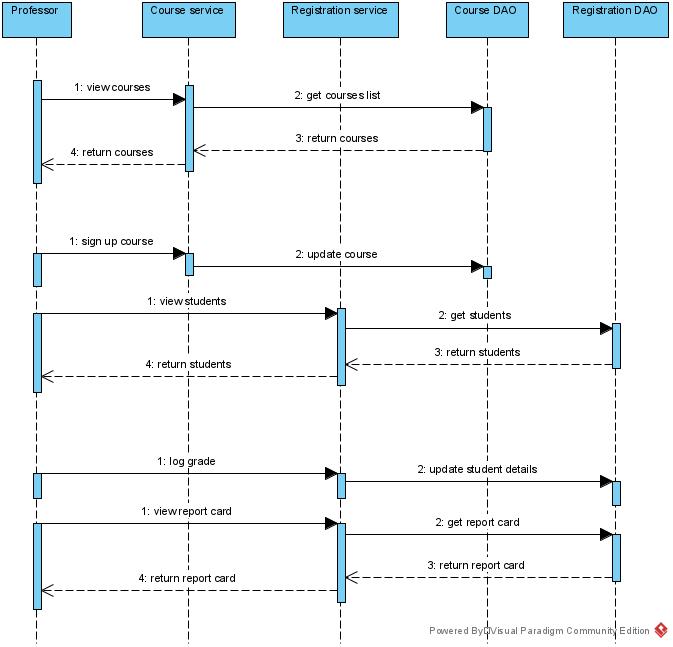 Professor
Course service
Registration service
Course DAO
Registration DAO
1: view courses
2: get courses list
3: return courses
4: return courses
1: sign up course
2: update course
1: view students
2: get students
3: return students
4: return students
1: log grade
2: update student details
1: view report card
2: get report card
3: return report card
4: return report card
Powered By Visual Paradigm Community Edition